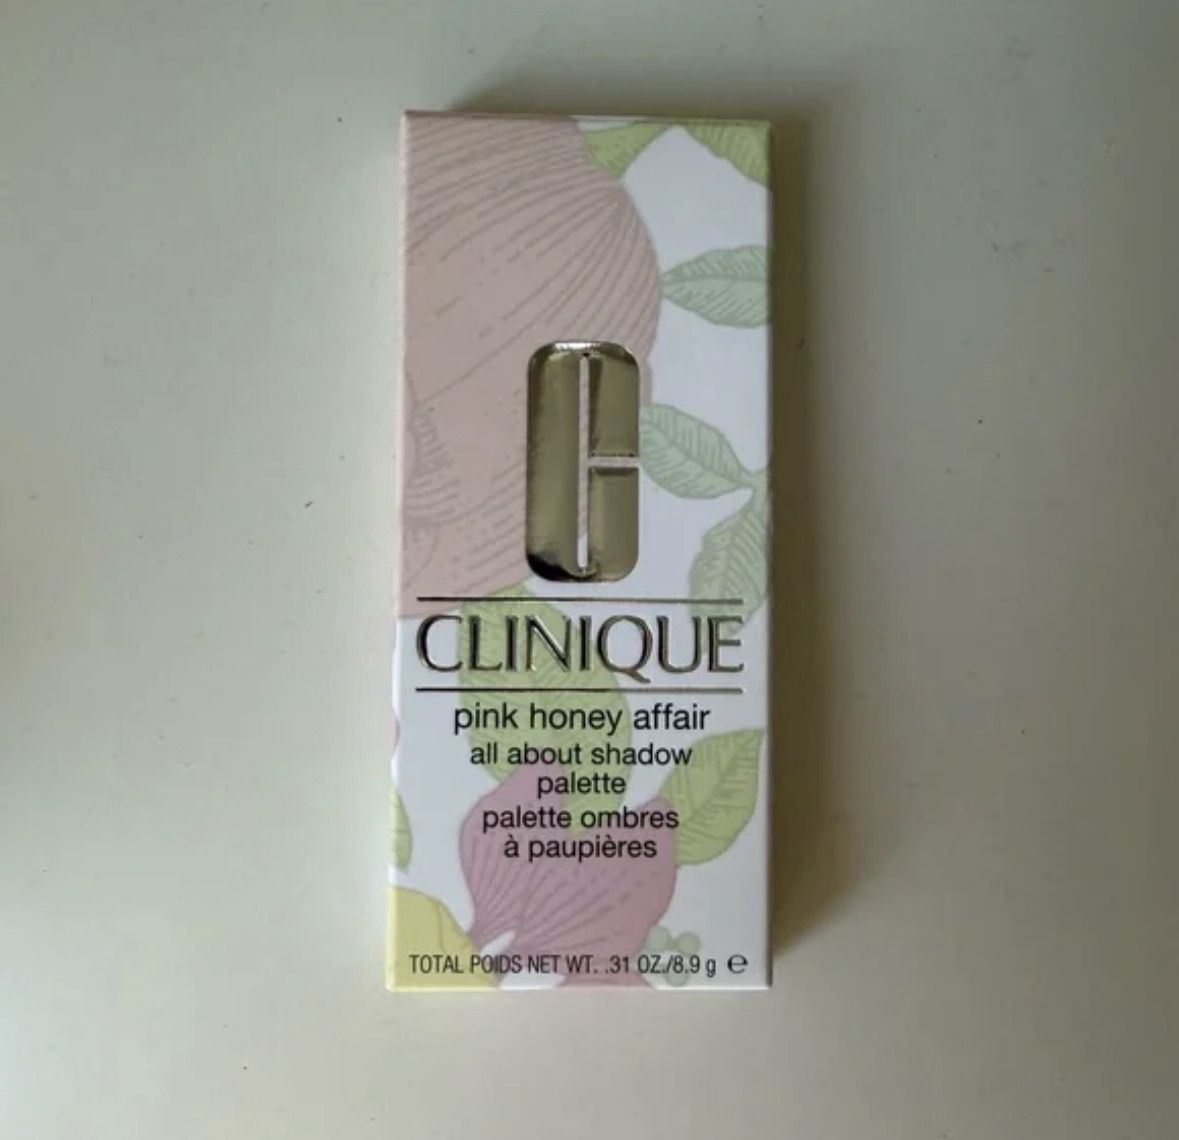 CLINIQUE
pink honey affair
all about shadow
palette
palette ombres
à paupières
TOTAL POIDS NET WT. .31 OZ./8.9 g ℮